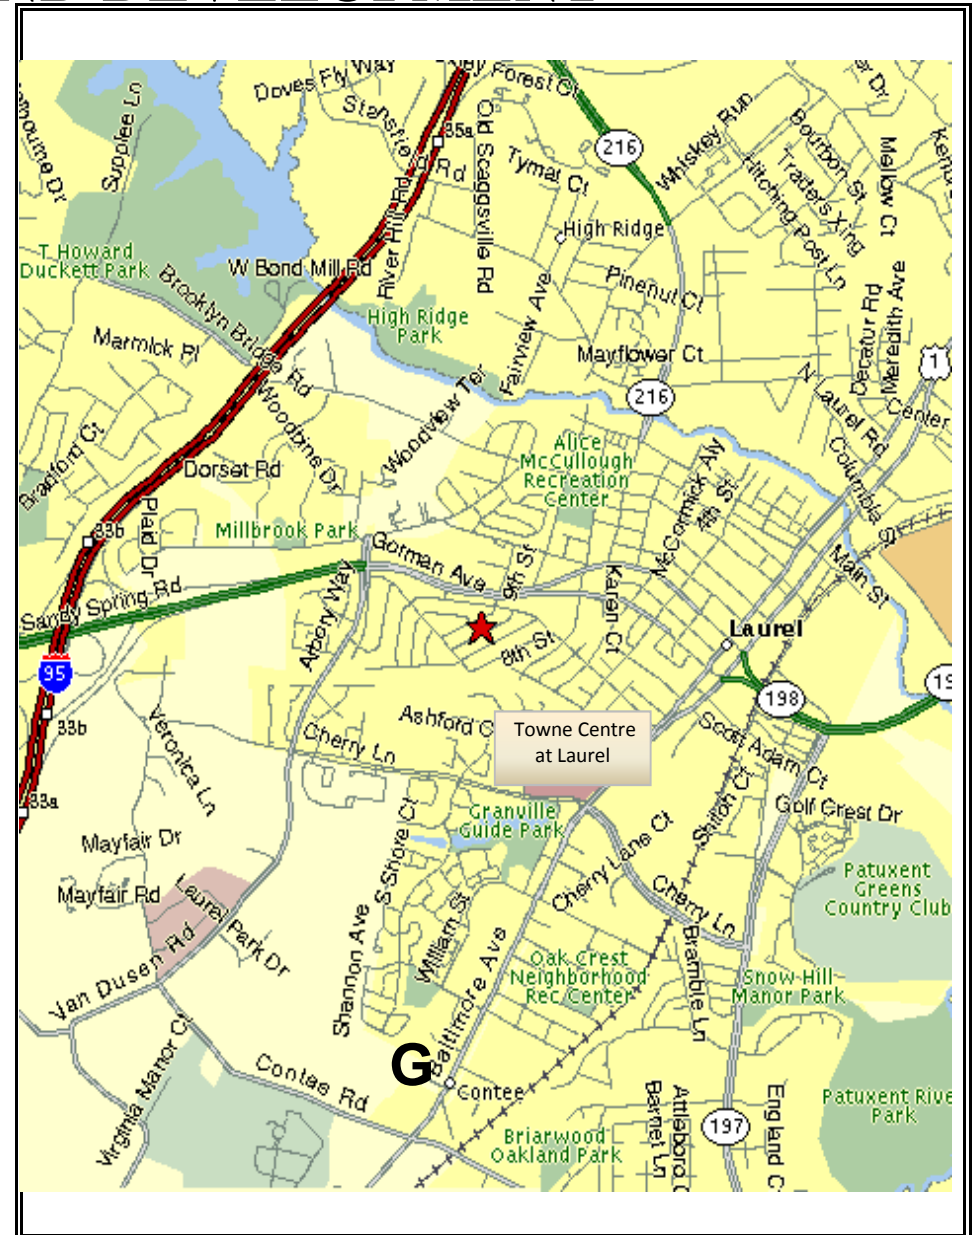 Doves Fly Way
Forest Ct
Stansfield Rd
35a
Old Scaggsville Rd
216
Whiskey Run
Bourbon St
Traders Xing
Hitching Post Ln
Mellow Ct
Supplee Ln
Tymat Ct
High Ridge
River Hill Rd
T Howard
Duckett Park
W Bond Mill Rd
Pinenut Ct
Brooklyn Bridge Rd
High Ridge
Park
Fairview Ave
Decatur Rd
Meredith Ave
Marmick Pl
Mayflower Ct
1
216
N Laurel Rd
Center
Woodview Ter
Woodbine Dr
Bradford Ct
Dorset Rd
Alice
McCullough
Recreation
Center
McCormick Aly
4th St
Columbia
33b
Plaid Dr
Millbrook Park
Gorman Ave
9th St
Karen Ct
Main St
Sandy Spring Rd
Arbory Way
8th St
Laurel
95
198
33b
Veronica Ln
Cherry Ln
Ashford C
Towne Centre
at Laurel
Scott Adam Ct
33a
Granville
Guide Park
Golf Crest Dr
Mayfair Dr
S Shore Ct
Cherry Lane Ct
Patuxent
Greens
Country Club
Mayfair Rd
Laurel Park Dr
William St
Cherry Ln
Shannon Ave
Baltimore Ave
Oak Crest
Neighborhood
Rec Center
Bramble Ln
Snow Hill
Manor Park
Van Dusen Rd
G
Virginia Manor Ct
Contee Rd
Contee
Barnet Ln
Attleboro
England C
Patuxent Rive
Park
197
Briarwood
Oakland Park